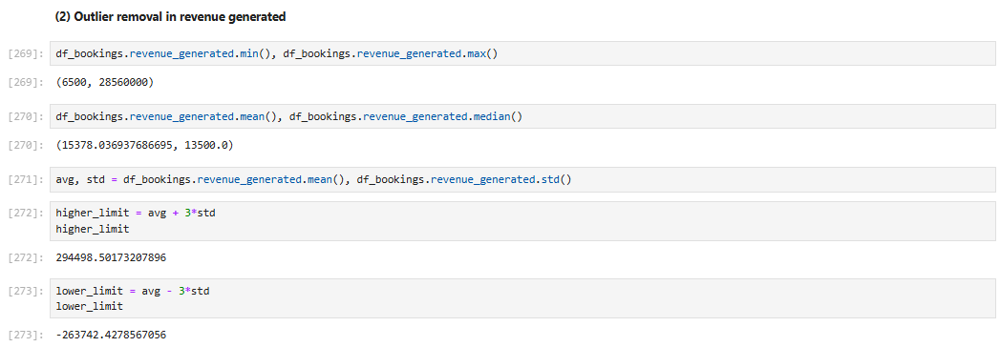 (2) Outlier removal in revenue generated
[269]: df_bookings.revenue_generated.min(), df_bookings.revenue_generated.max()
[269]: (6500, 28560000)
[270]: df_bookings.revenue_generated.mean(), df_bookings.revenue_generated.median()
[270]: (15378.036937686695, 13500.0)
[271]: avg, std = df_bookings.revenue_generated.mean(), df_bookings.revenue_generated.std()
[272]: higher_limit = avg + 3*std
higher_limit
[272]: 294498.50173207896
[273]: lower_limit = avg - 3*std
lower_limit
[273]: -263742.4278567056